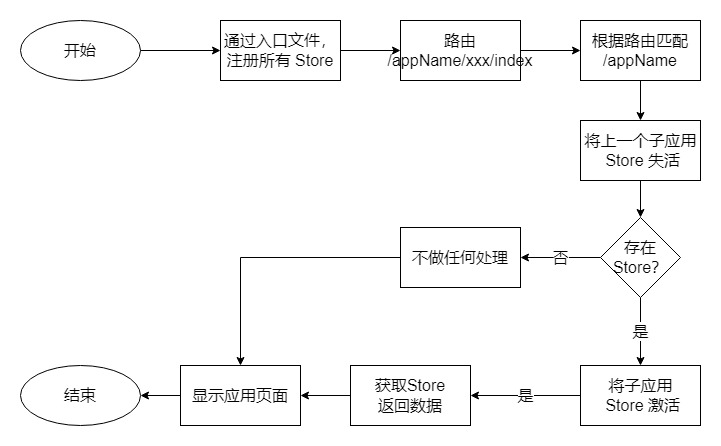 开始
通过入口文件，
注册所有 Store
路由
/appName/xxx/index
根据路由匹配
/appName
将上一个子应用
Store 失活
存在
Store?
否
不做任何处理
是
将子应用
Store 激活
是
获取Store
返回数据
显示应用页面
结束